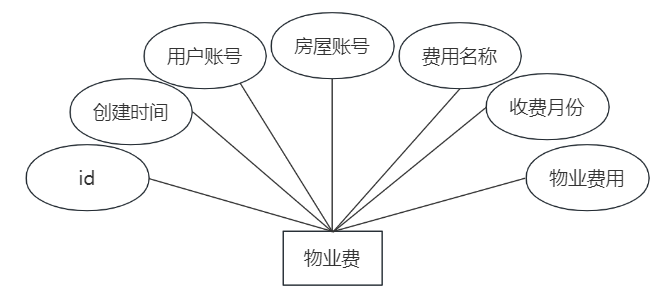 房屋账号
用户账号
费用名称
创建时间
收费月份
id
物业费用
物业费